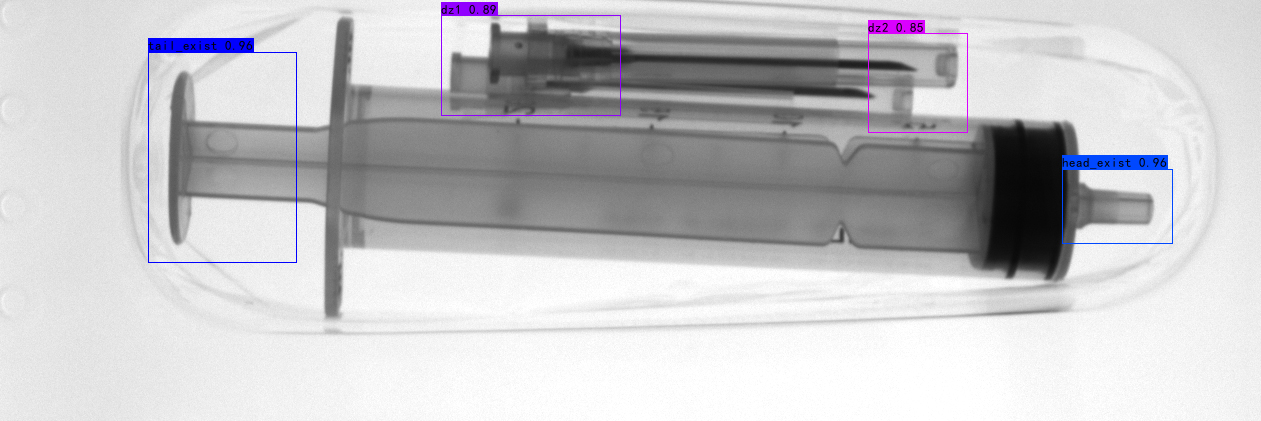 dz1 0.89
dz2 0.85
tail_exist 0.96
head_exist 0.96